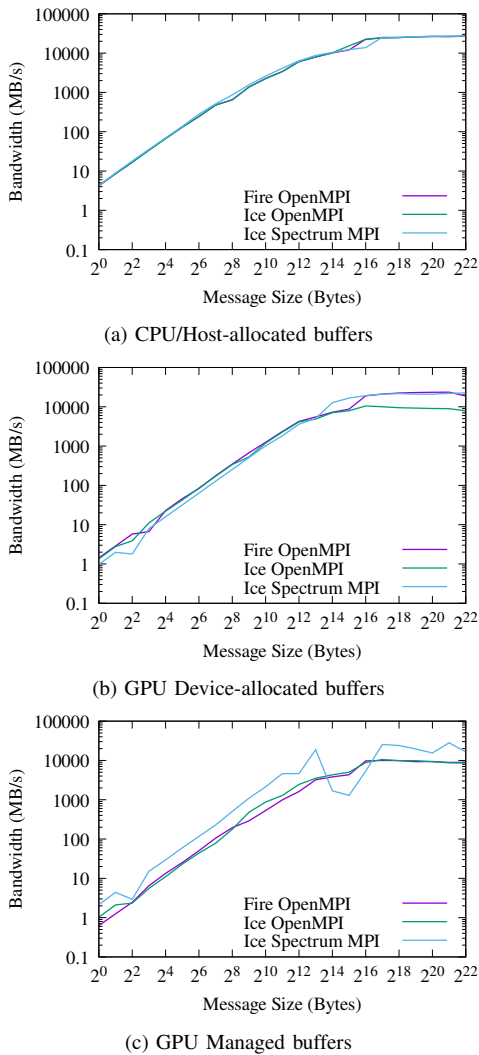 100000
10000
1000
100
10
1
0.1
Bandwidth (MB/s)
Fire OpenMPI
Ice OpenMPI
Ice Spectrum MPI
2^0 2^2 2^4 2^6 2^8 2^10 2^12 2^14 2^16 2^18 2^20 2^22
Message Size (Bytes)
(a) CPU/Host-allocated buffers
100000
10000
1000
100
10
1
0.1
Bandwidth (MB/s)
Fire OpenMPI
Ice OpenMPI
Ice Spectrum MPI
2^0 2^2 2^4 2^6 2^8 2^10 2^12 2^14 2^16 2^18 2^20 2^22
Message Size (Bytes)
(b) GPU Device-allocated buffers
100000
10000
1000
100
10
1
0.1
Bandwidth (MB/s)
Fire OpenMPI
Ice OpenMPI
Ice Spectrum MPI
2^0 2^2 2^4 2^6 2^8 2^10 2^12 2^14 2^16 2^18 2^20 2^22
Message Size (Bytes)
(c) GPU Managed buffers